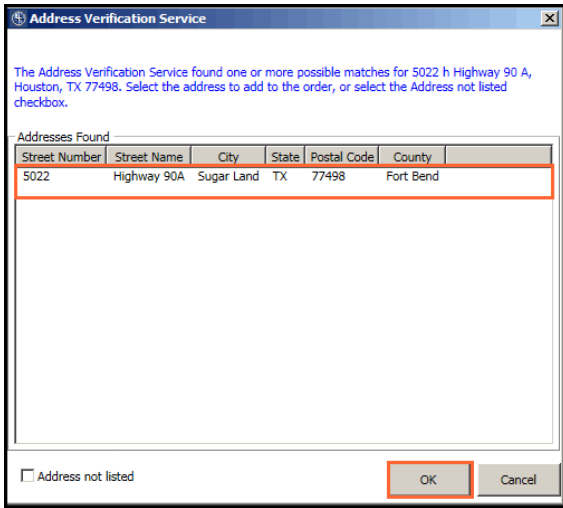 Address Verification Service
The Address Verification Service found one or more possible matches for 5022 h Highway 90 A,
Houston, TX 77498. Select the address to add to the order, or select the Address not listed
checkbox.
Addresses Found
Street Number Street Name City State Postal Code County
5022 Highway 90A Sugar Land TX 77498 Fort Bend
Address not listed OK Cancel